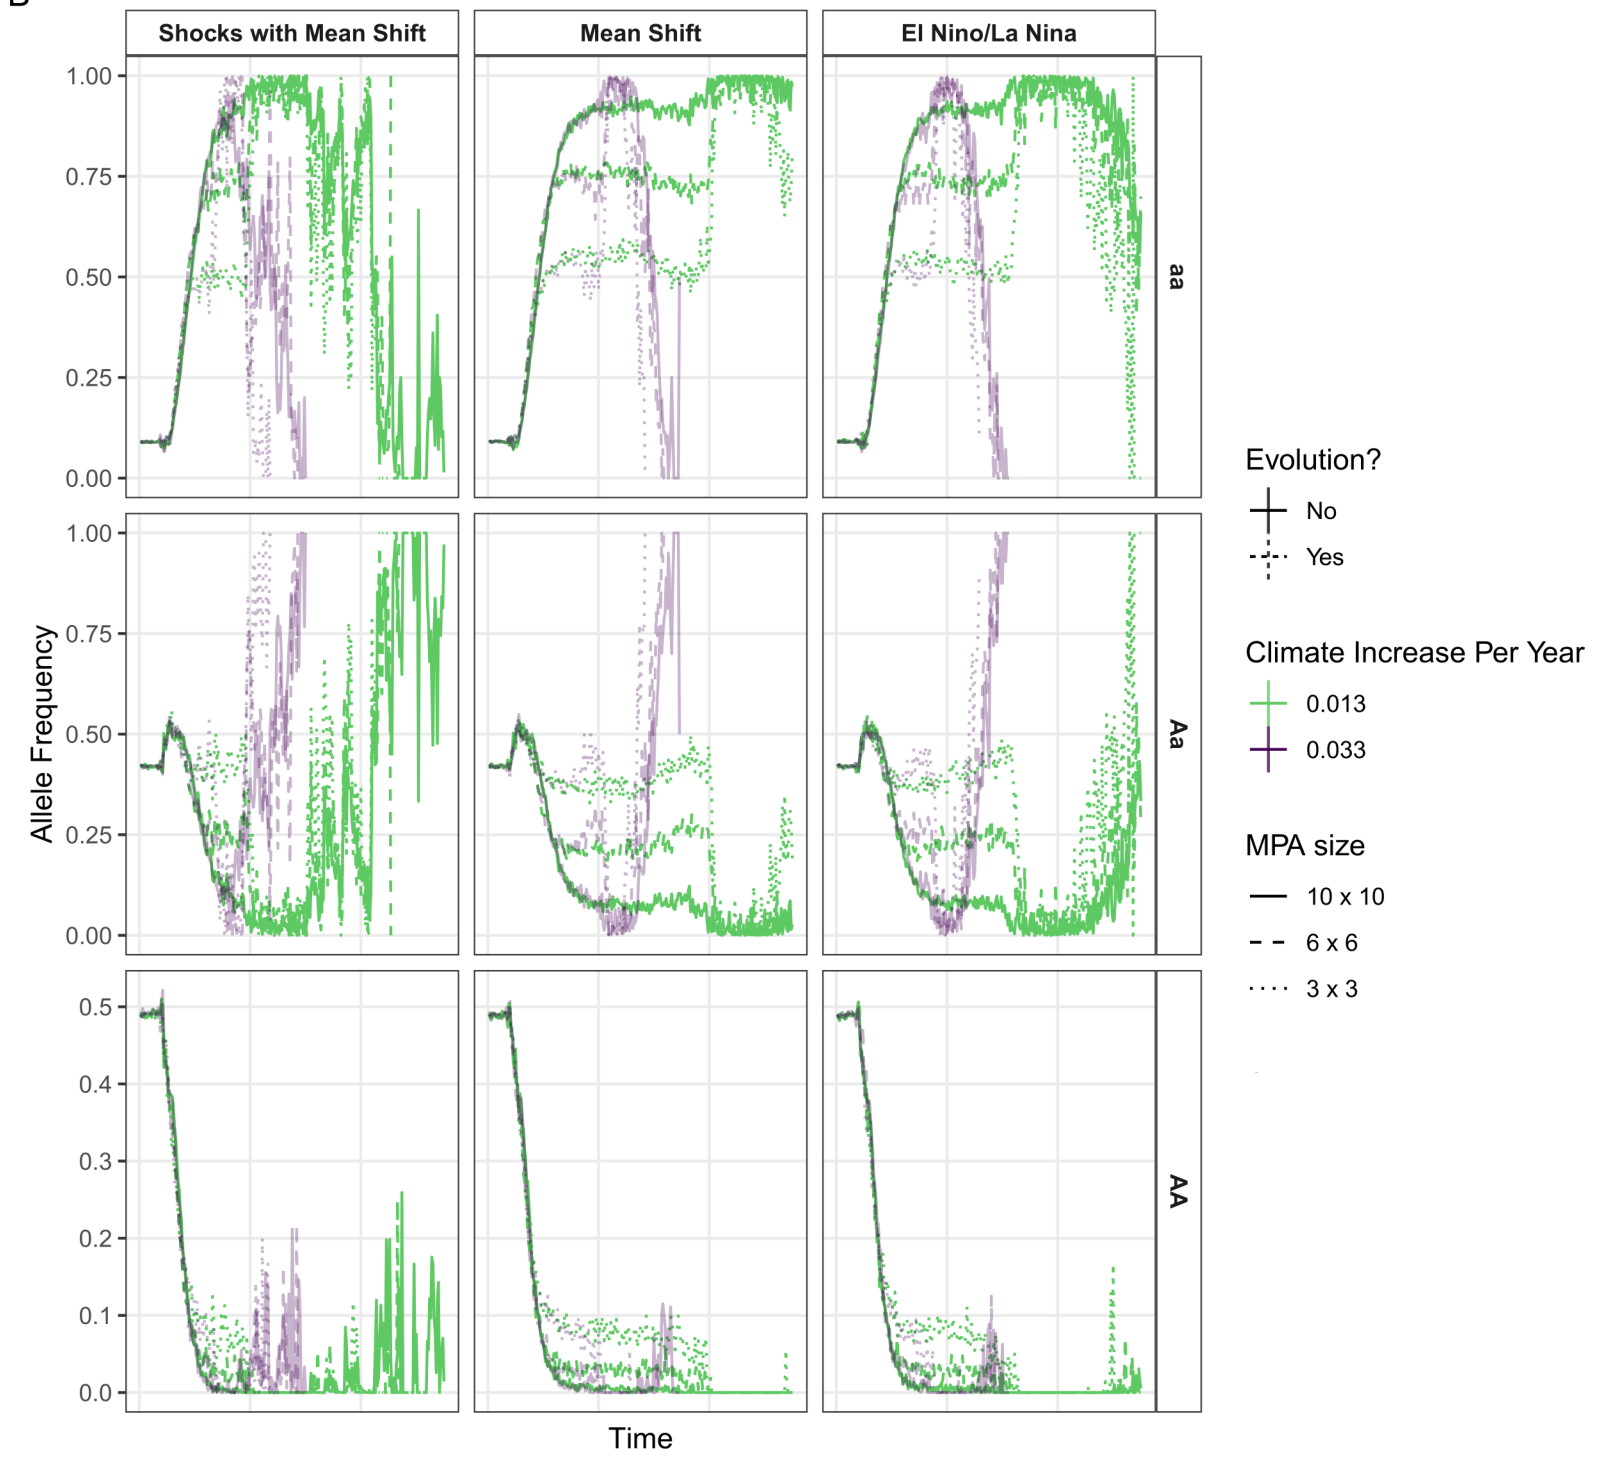 Shocks with Mean Shift
Mean Shift
El Nino/La Nina
Allele Frequency
1.00
0.75
0.50
0.25
0.00
aa
1.00
0.75
0.50
0.25
0.00
Aa
0.5
0.4
0.3
0.2
0.1
0.0
AA
Time
Evolution?
No
Yes
Climate Increase Per Year
0.013
0.033
MPA size
10 x 10
6 x 6
3 x 3